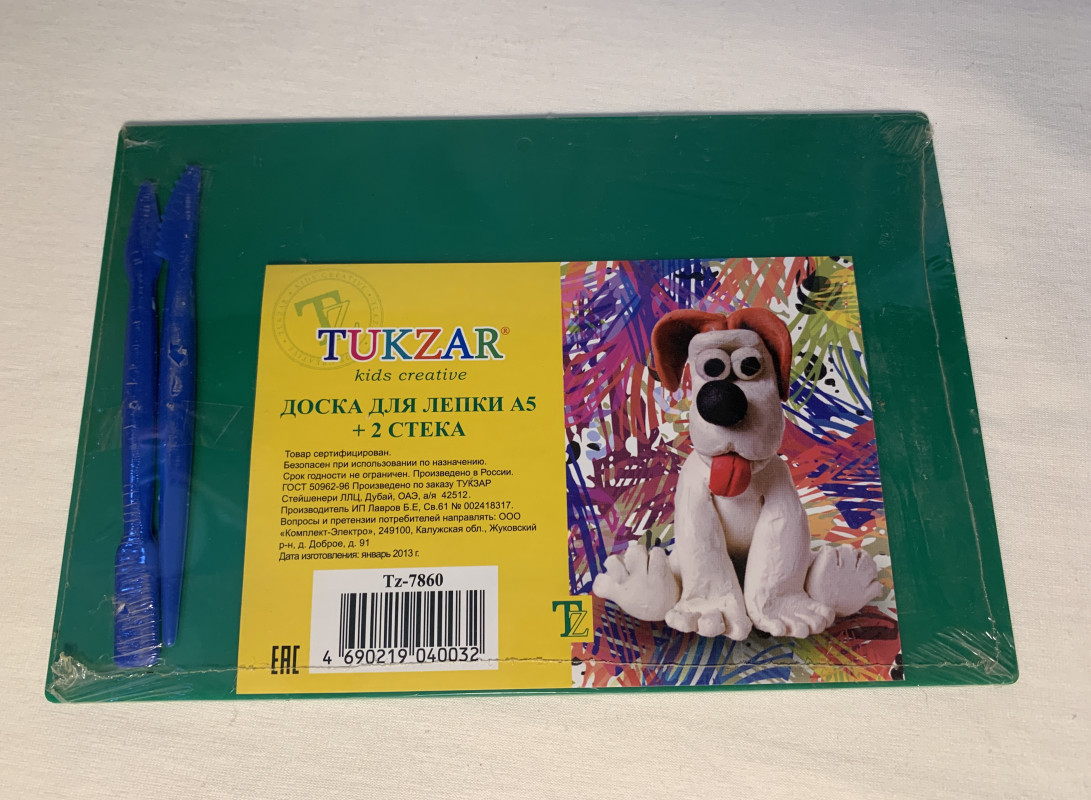 TUKZAR®
kids creative
ДОСКА ДЛЯ ЛЕПКИ А5
+ 2 СТЕКА
Товар сертифицирован.
Безопасен при использовании по назначению.
Срок годности не ограничен. Произведено в России.
ГОСТ 50962-96 Произведено по заказу ТУКЗАР
Стейшенери ЛЛЦ, Дубай, ОАЭ, а/я 42512.
Производитель ИП Лавров Б.Е, Св.61 № 002418317.
Вопросы и претензии потребителей направлять: ООО
«Комплект-Электро», 249100, Калужская обл., Жуковский
р-н, д. Доброе, д. 91
Дата изготовления: январь 2013 г.
Tz-7860
4 690219 040032
EAC
TZ